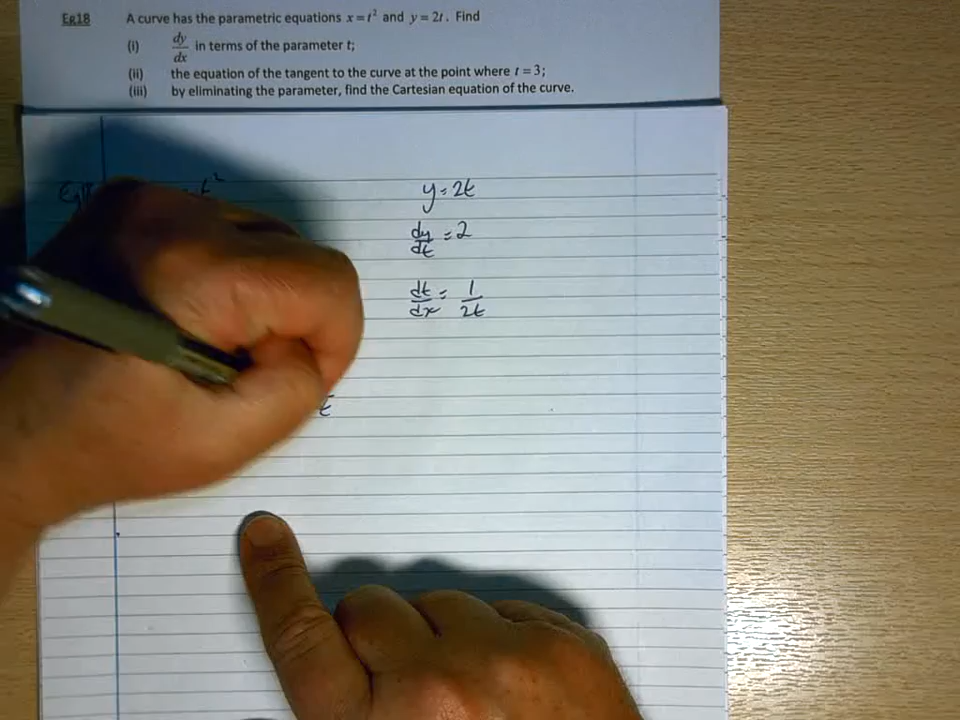 Eg18 A curve has the parametric equations x = t² and y = 2t. Find
(i) dy/dx in terms of the parameter t;
(ii) the equation of the tangent to the curve at the point where t = 3;
(iii) by eliminating the parameter, find the Cartesian equation of the curve.
Eg18 = t² y = 2t
dy/dt = 2
dt/dx = 1/2t
t